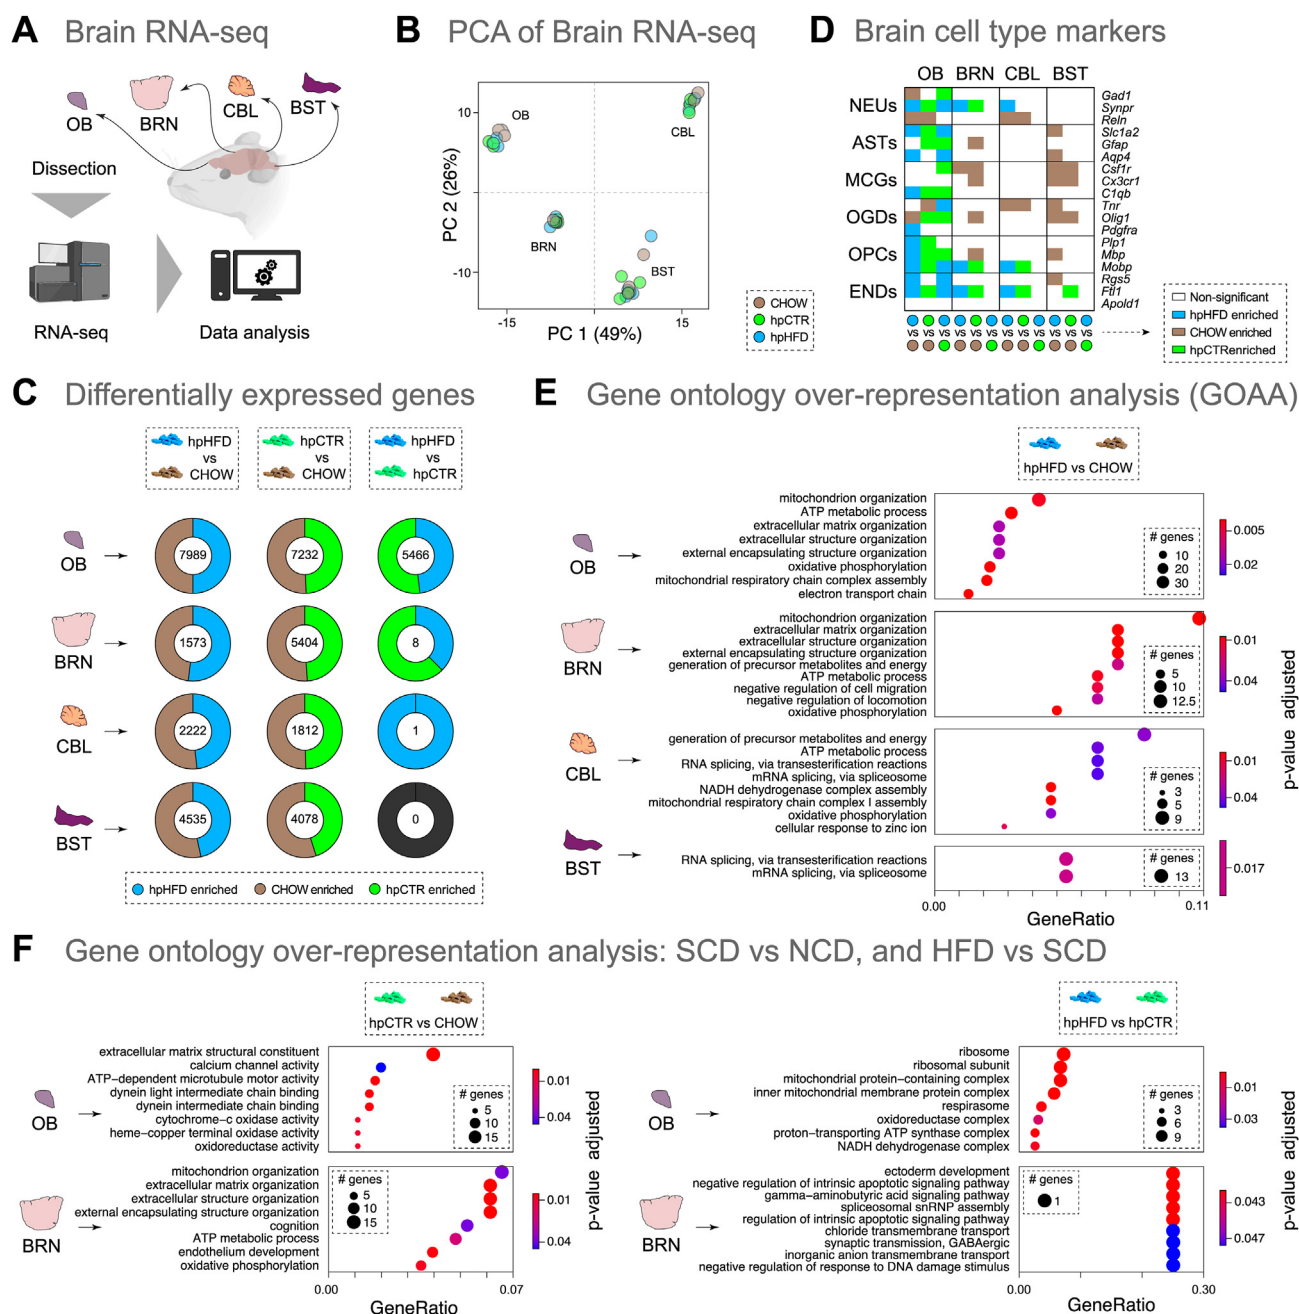 A Brain RNA-seq
OB
BRN
CBL
BST
Dissection
RNA-seq
Data analysis
B PCA of Brain RNA-seq
PC 2 (26%)
10
-10
OB
CBL
BRN
BST
-15
15
PC 1 (49%)
CHOW
hpCTR
hpHFD
D Brain cell type markers
OB BRN CBL BST
NEUs
ASTs
MCGs
OGDs
OPCs
ENDs
Gad1
Synpr
Reln
Slc1a2
Gfap
Aqp4
Csf1r
Cx3cr1
C1qb
Tnr
Olig1
Pdgfra
Plp1
Mbp
Mobp
Rgs5
Ftl1
Apold1
vs vs vs vs vs vs vs vs vs vs vs vs
Non-significant
hpHFD enriched
CHOW enriched
hpCTRenriched
C Differentially expressed genes
hpHFD
vs
CHOW
hpCTR
vs
CHOW
hpHFD
vs
hpCTR
OB
7989
7232
5466
BRN
1573
5404
8
CBL
2222
1812
1
BST
4535
4078
0
hpHFD enriched
CHOW enriched
hpCTR enriched
E Gene ontology over-representation analysis (GOAA)
hpHFD vs CHOW
OB
mitochondrion organization
ATP metabolic process
extracellular matrix organization
extracellular structure organization
external encapsulating structure organization
oxidative phosphorylation
mitochondrial respiratory chain complex assembly
electron transport chain
# genes
10
20
30
0.005
0.02
BRN
mitochondrion organization
extracellular matrix organization
extracellular structure organization
external encapsulating structure organization
generation of precursor metabolites and energy
ATP metabolic process
negative regulation of cell migration
negative regulation of locomotion
oxidative phosphorylation
# genes
5
10
12.5
0.01
0.04
CBL
generation of precursor metabolites and energy
ATP metabolic process
RNA splicing, via transesterification reactions
mRNA splicing, via spliceosome
NADH dehydrogenase complex assembly
mitochondrial respiratory chain complex I assembly
oxidative phosphorylation
cellular response to zinc ion
# genes
3
5
9
0.01
0.04
BST
RNA splicing, via transesterification reactions
mRNA splicing, via spliceosome
# genes
13
0.017
p-value adjusted
0.00
0.11
GeneRatio
F Gene ontology over-representation analysis: SCD vs NCD, and HFD vs SCD
hpCTR vs CHOW
OB
extracellular matrix structural constituent
calcium channel activity
ATP-dependent microtubule motor activity
dynein light intermediate chain binding
dynein intermediate chain binding
cytochrome-c oxidase activity
heme-copper terminal oxidase activity
oxidoreductase activity
# genes
5
10
15
0.01
0.04
BRN
mitochondrion organization
extracellular matrix organization
extracellular structure organization
external encapsulating structure organization
cognition
ATP metabolic process
endothelium development
oxidative phosphorylation
# genes
5
10
15
0.01
0.04
p-value adjusted
0.00
0.07
GeneRatio
hpHFD vs hpCTR
OB
ribosome
ribosomal subunit
mitochondrial protein-containing complex
inner mitochondrial membrane protein complex
respirasome
oxidoreductase complex
proton-transporting ATP synthase complex
NADH dehydrogenase complex
# genes
3
6
9
0.01
0.03
BRN
ectoderm development
negative regulation of intrinsic apoptotic signaling pathway
gamma-aminobutyric acid signaling pathway
spliceosomal snRNP assembly
regulation of intrinsic apoptotic signaling pathway
chloride transmembrane transport
synaptic transmission, GABAergic
inorganic anion transmembrane transport
negative regulation of response to DNA damage stimulus
# genes
1
0.043
0.047
p-value adjusted
0.00
0.30
GeneRatio